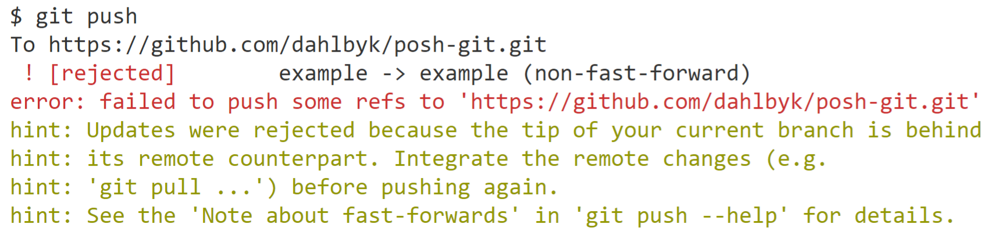 $ git push
To https://github.com/dahlbyk/posh-git.git
 ! [rejected]        example -> example (non-fast-forward)
error: failed to push some refs to 'https://github.com/dahlbyk/posh-git.git'
hint: Updates were rejected because the tip of your current branch is behind
hint: its remote counterpart. Integrate the remote changes (e.g.
hint: 'git pull ...') before pushing again.
hint: See the 'Note about fast-forwards' in 'git push --help' for details.